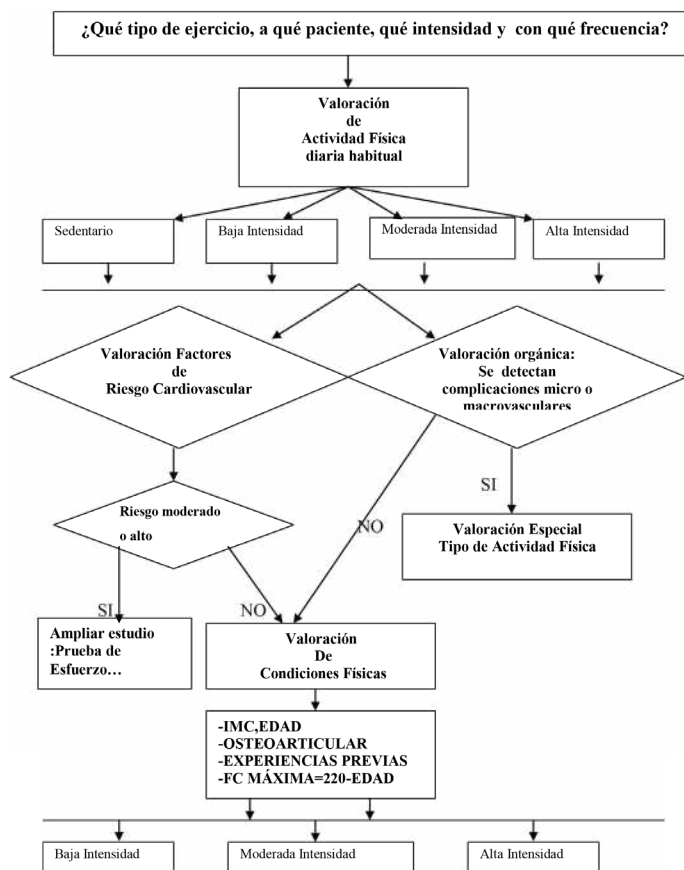 ¿Qué tipo de ejercicio, a qué paciente, qué intensidad y con qué frecuencia?
Valoración
de
Actividad Física
diaria habitual
Sedentario
Baja Intensidad
Moderada Intensidad
Alta Intensidad
Valoración Factores
de
Riesgo Cardiovascular
Valoración orgánica:
Se detectan
complicaciones micro o
macrovasculares
Riesgo moderado
o alto
SI
NO
Valoración Especial
Tipo de Actividad Física
SI
NO
Ampliar estudio
:Prueba de
Esfuerzo…
Valoración
De
Condiciones Físicas
-IMC,EDAD
-OSTEOARTICULAR
-EXPERIENCIAS PREVIAS
-FC MÁXIMA=220-EDAD
Baja Intensidad
Moderada Intensidad
Alta Intensidad